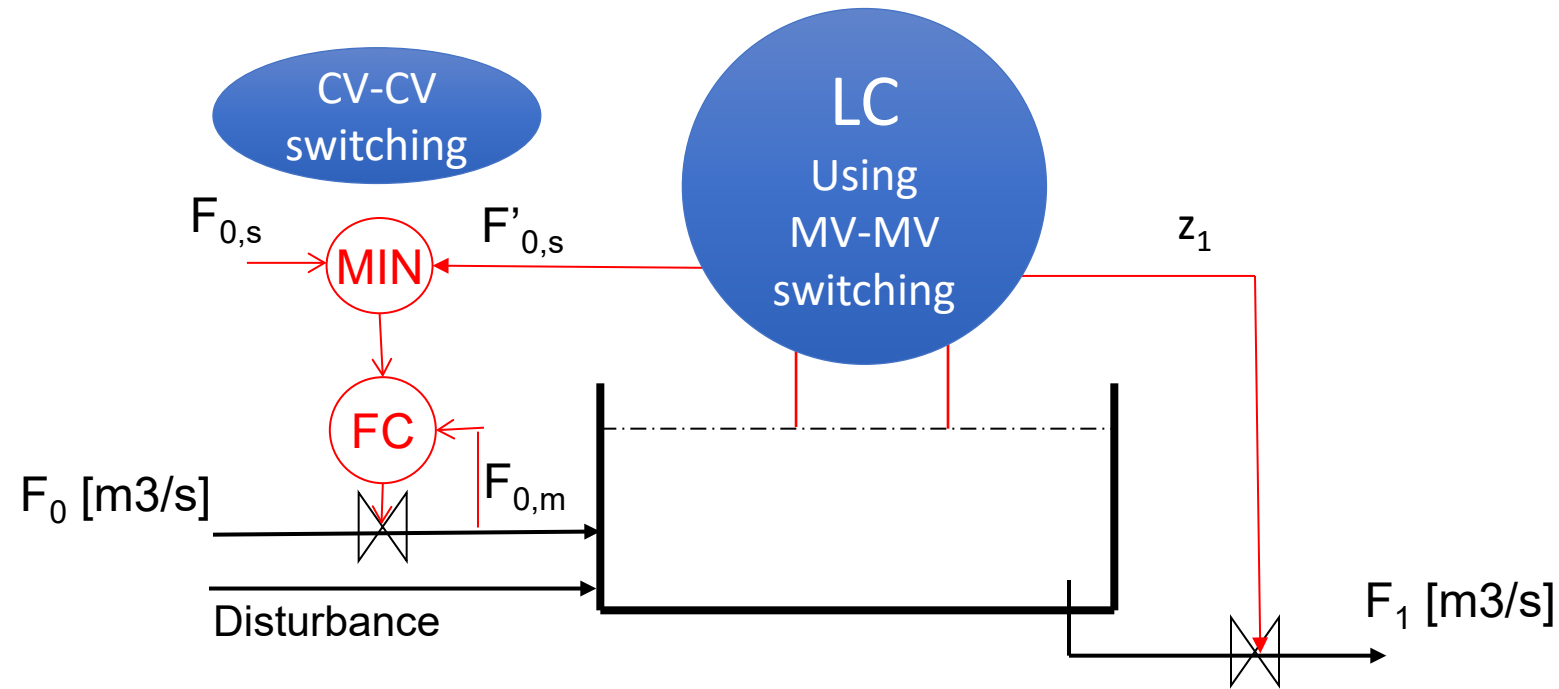 CV-CV
switching
LC
Using
MV-MV
switching
F0,s
F’0,s
z1
MIN
FC
F0,m
F0 [m3/s]
Disturbance
F1 [m3/s]